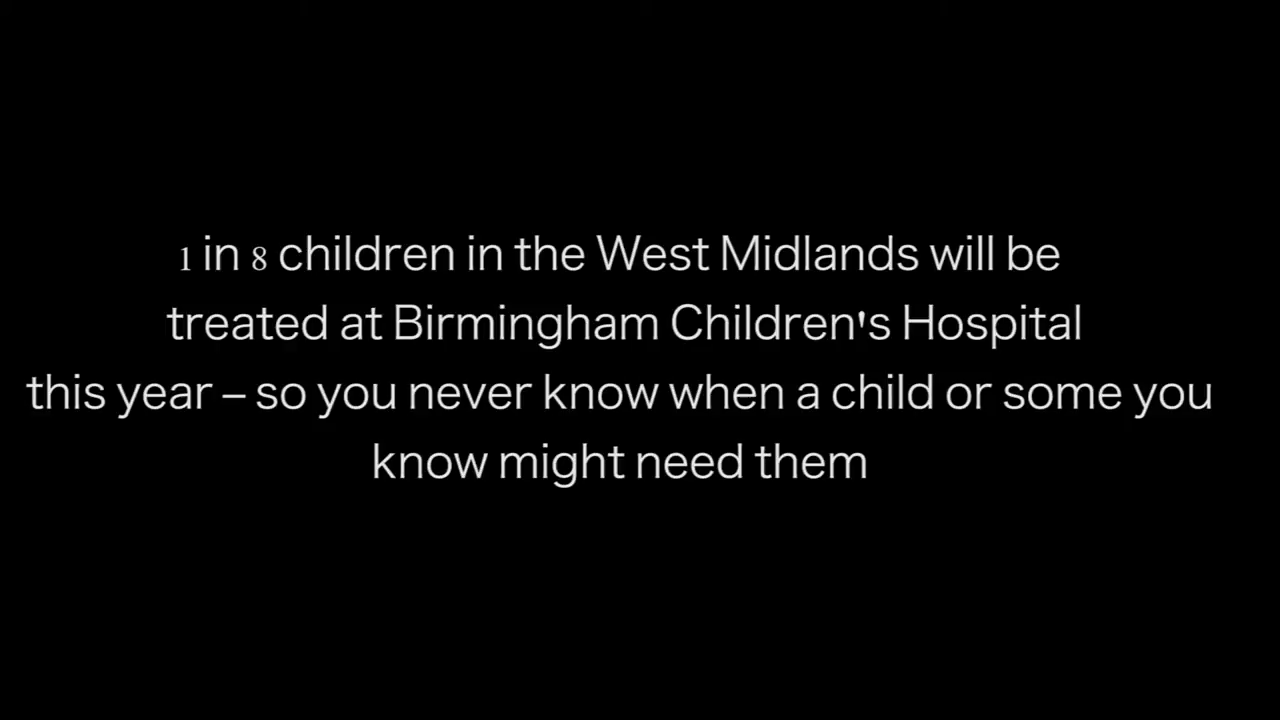 1 in 8 children in the West Midlands will be
treated at Birmingham Children's Hospital
this year – so you never know when a child or some you
know might need them